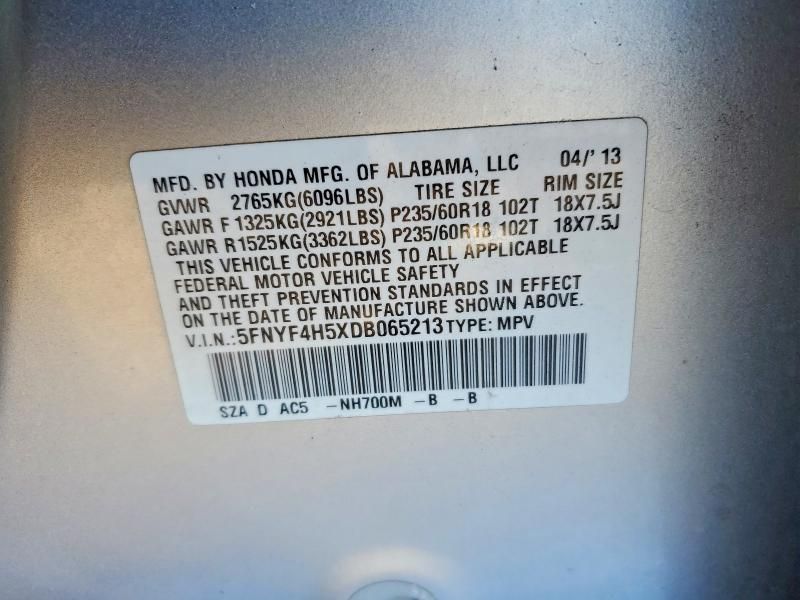 MFD. BY HONDA MFG. OF ALABAMA, LLC 04/' 13
GVWR 2765KG(6096LBS) TIRE SIZE RIM SIZE
GAWR F 1325KG(2921LBS) P235/60R18 102T 18X7.5J
GAWR R1525KG(3362LBS) P235/60R18 102T 18X7.5J
THIS VEHICLE CONFORMS TO ALL APPLICABLE
FEDERAL MOTOR VEHICLE SAFETY
AND THEFT PREVENTION STANDARDS IN EFFECT
ON THE DATE OF MANUFACTURE SHOWN ABOVE.
V.I.N.:5FNYF4H5XDB065213 TYPE: MPV
SZA D AC5 -NH700M -B -B